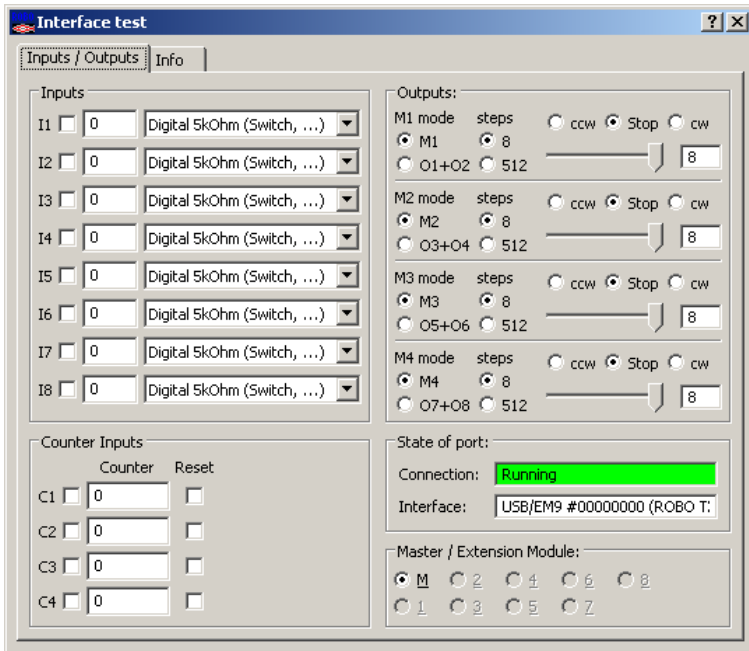 Interface test
Inputs / Outputs
Info
Inputs
I1 0 Digital 5kOhm (Switch, ...)
I2 0 Digital 5kOhm (Switch, ...)
I3 0 Digital 5kOhm (Switch, ...)
I4 0 Digital 5kOhm (Switch, ...)
I5 0 Digital 5kOhm (Switch, ...)
I6 0 Digital 5kOhm (Switch, ...)
I7 0 Digital 5kOhm (Switch, ...)
I8 0 Digital 5kOhm (Switch, ...)
Outputs:
M1 mode steps ccw Stop cw
M1 8
O1+O2 512 8
M2 mode steps ccw Stop cw
M2 8
O3+O4 512 8
M3 mode steps ccw Stop cw
M3 8
O5+O6 512 8
M4 mode steps ccw Stop cw
M4 8
O7+O8 512 8
Counter Inputs
Counter Reset
C1 0
C2 0
C3 0
C4 0
State of port:
Connection: Running
Interface: USB/EM9 #00000000 (ROBO T
Master / Extension Module:
M 2 4 6 8
1 3 5 7